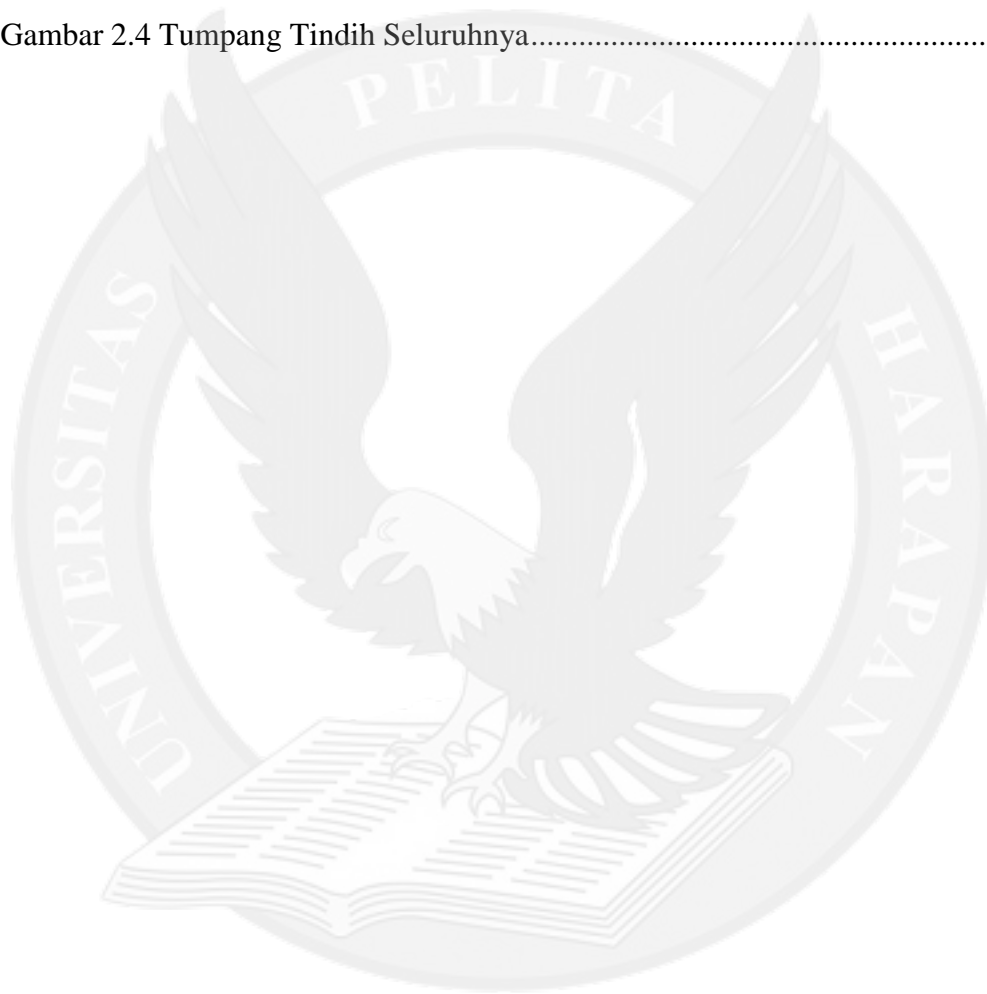 Gambar 2.4 Tumpang Tindih Seluruhnya.........................................................
PELITA
UNIVERSITAS
HARAPAN